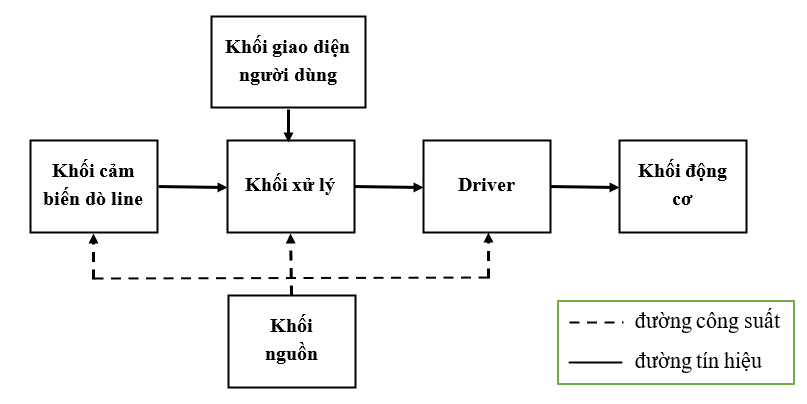 Khối giao diện
người dùng
Khối cảm
biến dò line
Khối xử lý
Driver
Khối động
cơ
Khối
nguồn
đường công suất
đường tín hiệu